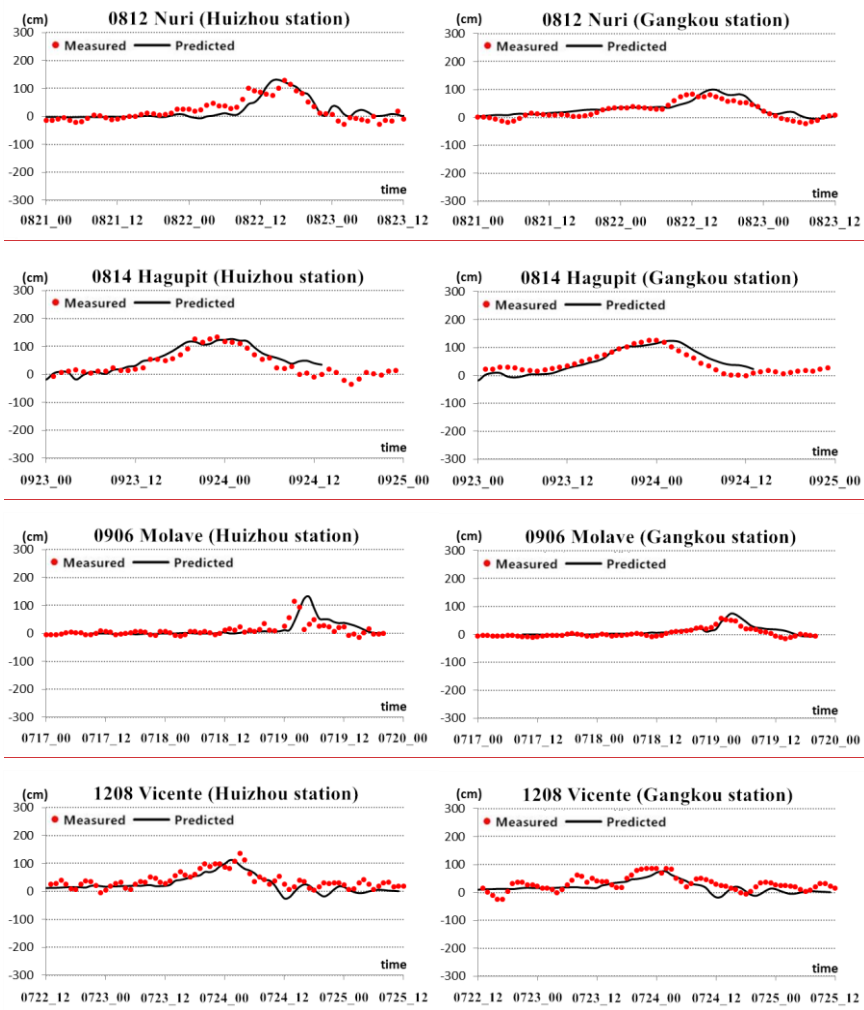 (cm) 0812 Nuri (Huizhou station)
300
Measured Predicted
200
100
0
-100
-200
time
-300
0821_00 0821_12 0822_00 0822_12 0823_00 0823_12
(cm) 0812 Nuri (Gangkou station)
300
Measured Predicted
200
100
0
-100
-200
time
-300
0821_00 0821_12 0822_00 0822_12 0823_00 0823_12
(cm) 0814 Hagupit (Huizhou station)
300
Measured Predicted
200
100
0
-100
-200
time
-300
0923_00 0923_12 0924_00 0924_12 0925_00
(cm) 0814 Hagupit (Gangkou station)
300
Measured Predicted
200
100
0
-100
-200
time
-300
0923_00 0923_12 0924_00 0924_12 0925_00
(cm) 0906 Molave (Huizhou station)
300
Measured Predicted
200
100
0
-100
-200
time
-300
0717_00 0717_12 0718_00 0718_12 0719_00 0719_12 0720_00
(cm) 0906 Molave (Gangkou station)
300
Measured Predicted
200
100
0
-100
-200
time
-300
0717_00 0717_12 0718_00 0718_12 0719_00 0719_12 0720_00
(cm) 1208 Vicente (Huizhou station)
300
Measured Predicted
200
100
0
-100
-200
time
-300
0722_12 0723_00 0723_12 0724_00 0724_12 0725_00 0725_12
(cm) 1208 Vicente (Gangkou station)
300
Measured Predicted
200
100
0
-100
-200
time
-300
0722_12 0723_00 0723_12 0724_00 0724_12 0725_00 0725_12